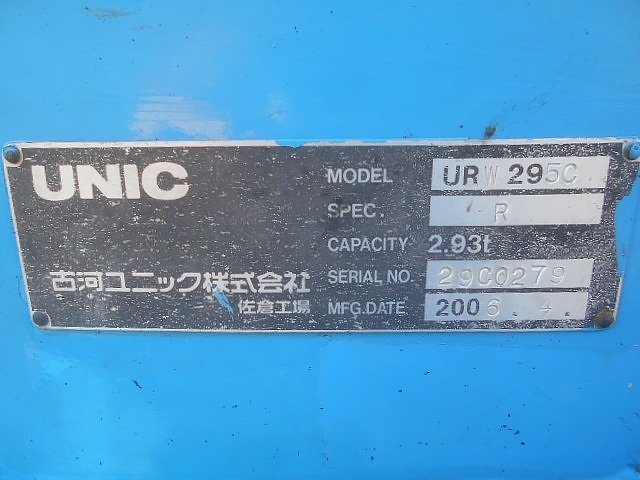 UNIC
MODEL URW295C
SPEC. R
CAPACITY 2.93t
古河ユニック株式会社
SERIAL NO. 29C0279
佐倉工場
MFG.DATE 2006. 4.